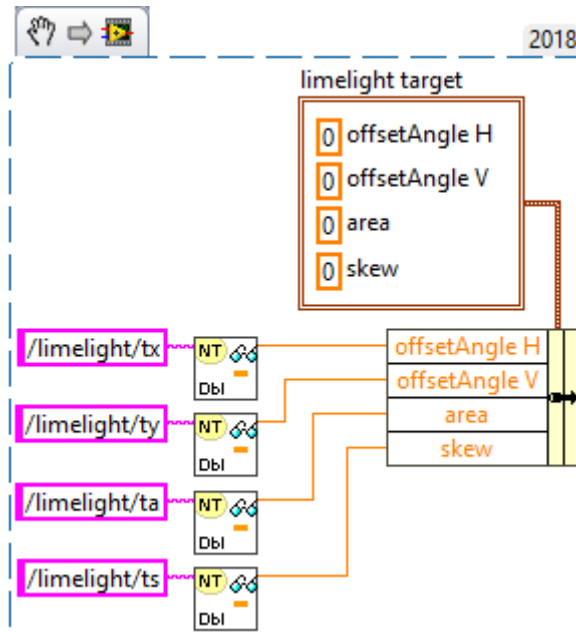 2018
limelight target
0 offsetAngle H
0 offsetAngle V
0 area
0 skew
/limelight/tx
NT
Dbl
offsetAngle H
offsetAngle V
area
skew
/limelight/ty
NT
Dbl
/limelight/ta
NT
Dbl
/limelight/ts
NT
Dbl